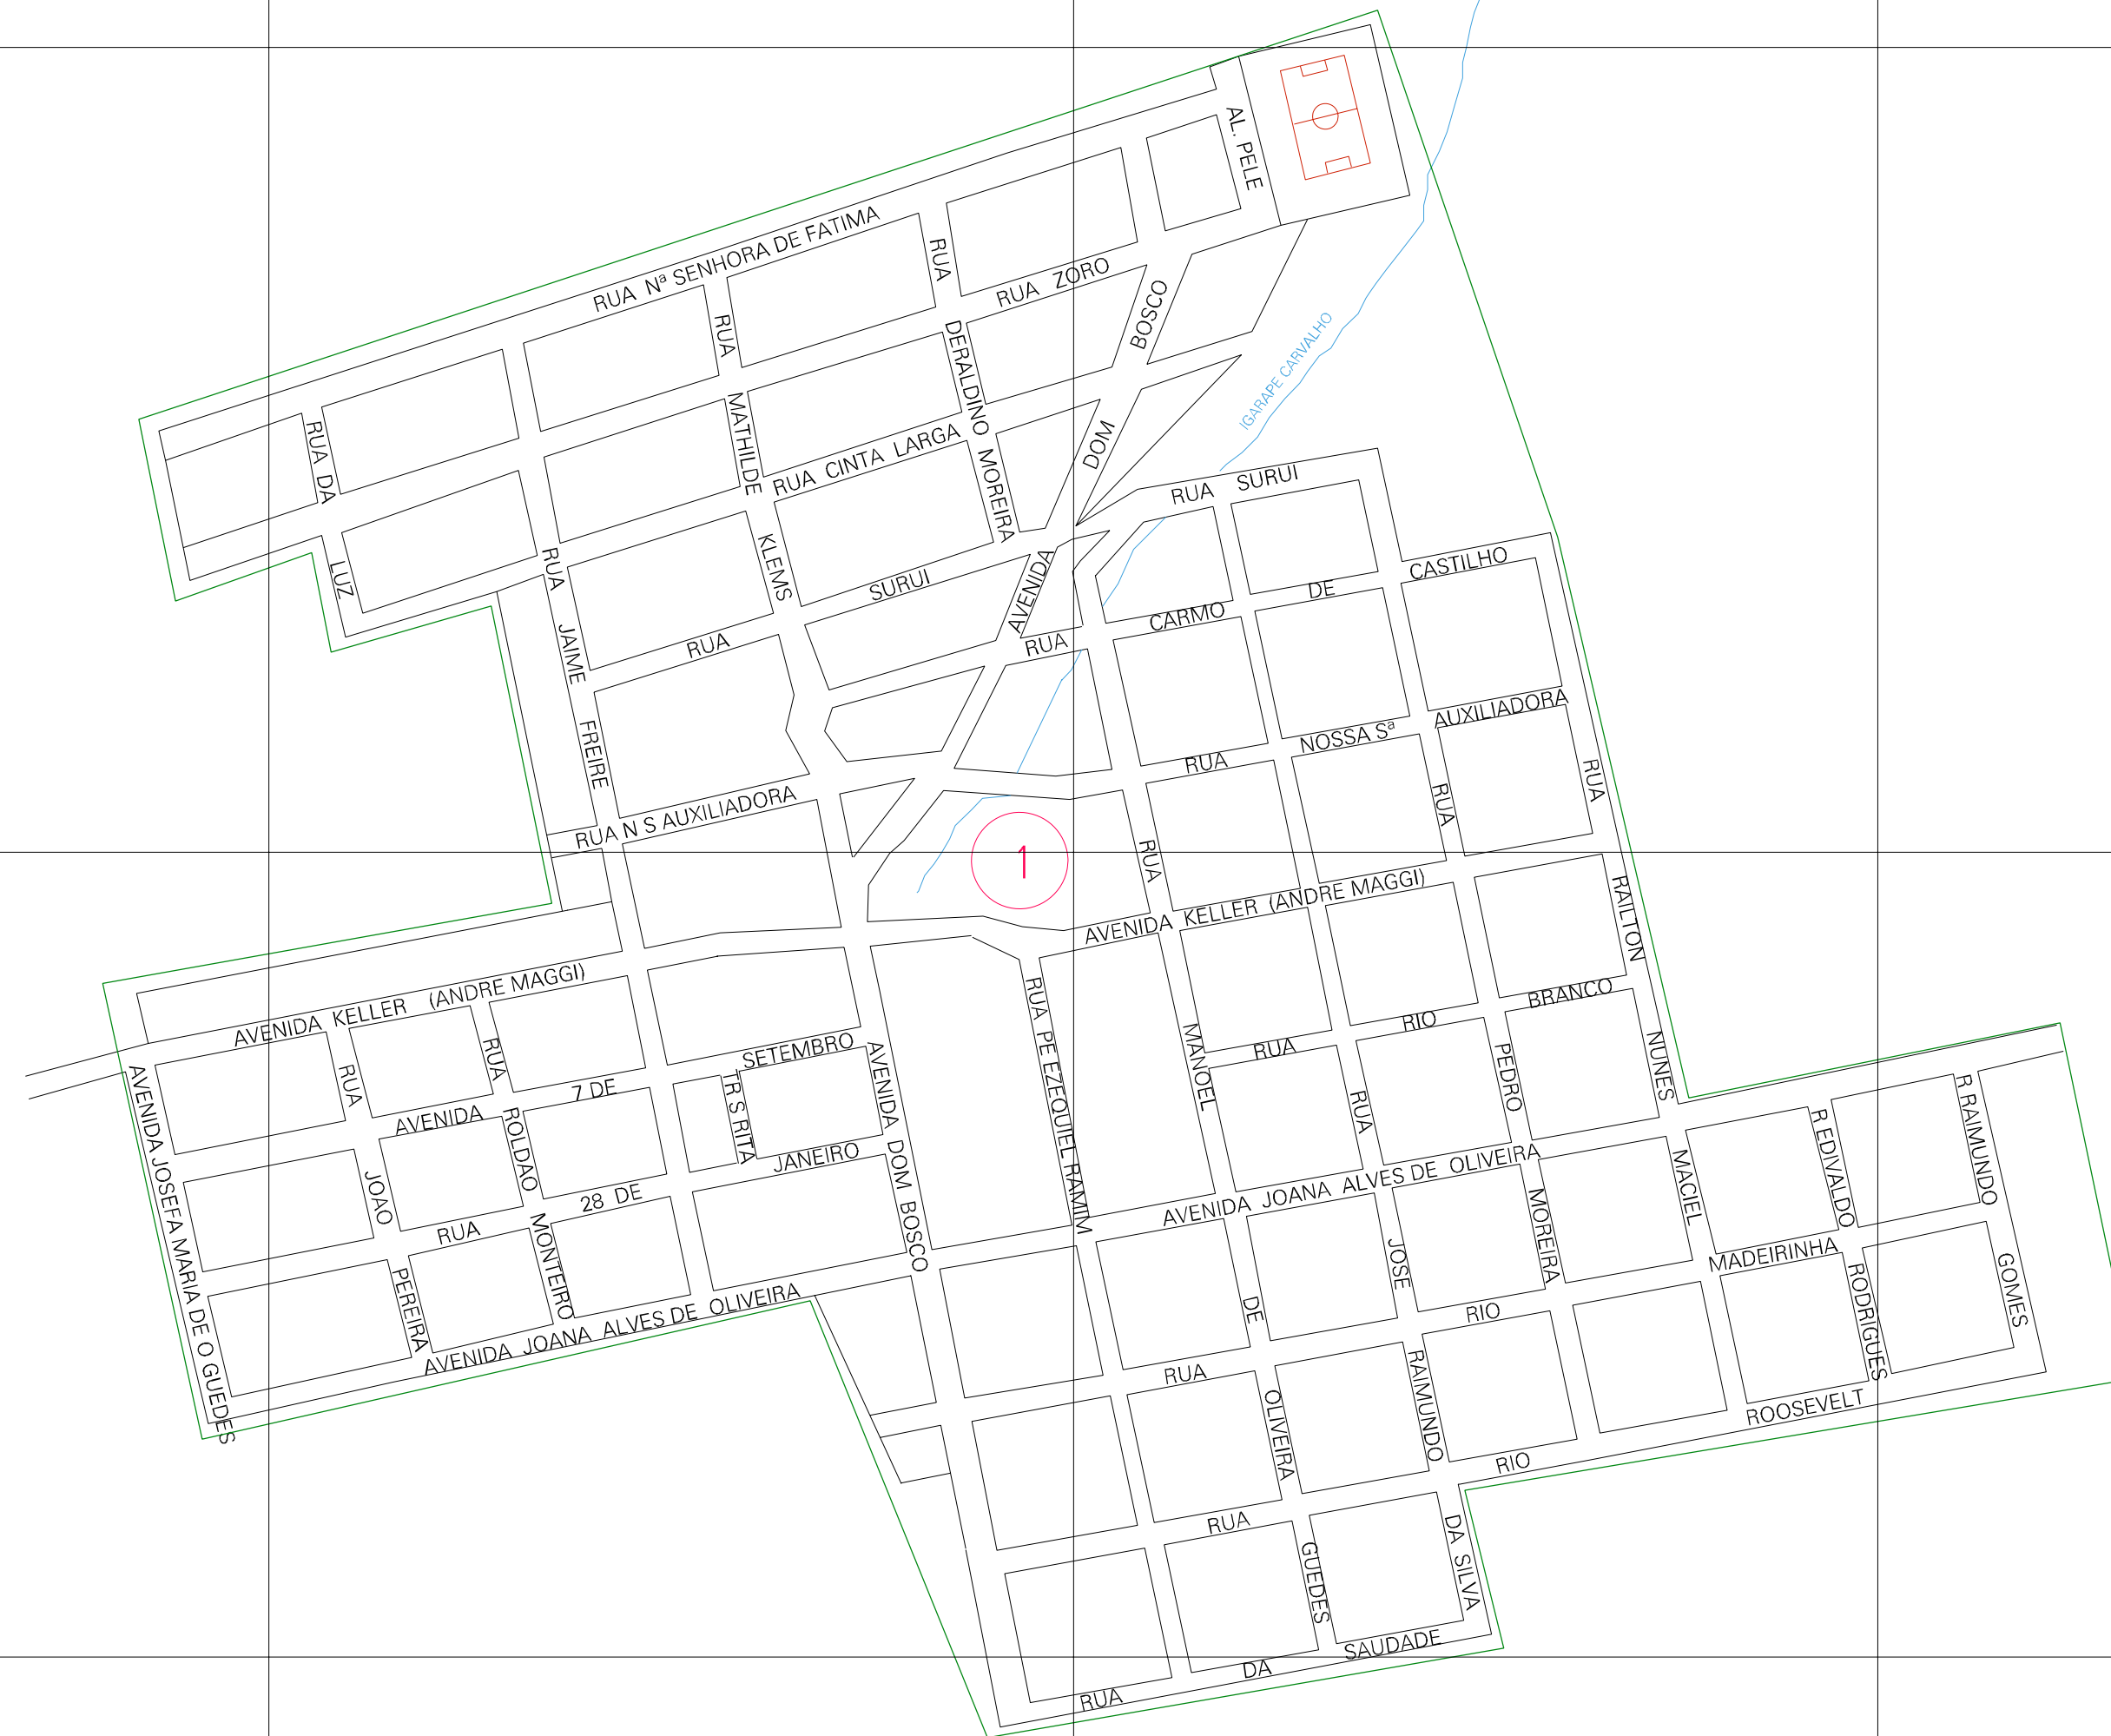 AL. PELE
RUA Nª SENHORA DE FATIMA
RUA DERALDINO MOREIRA
RUA ZORO
AVENIDA DOM BOSCO
RUA MATHILDE KLEMS
IGARAPE CARVALHO
RUA DA LUZ
RUA CINTA LARGA
RUA SURUI
RUA SURUI
RUA JAIME FREIRE
RUA CARMO DE CASTILHO
RUA NOSSA Sª AUXILIADORA
RUA N S AUXILIADORA
1
RUA RAILTON NUNES MACIEL
RUA PEDRO MOREIRA
RUA MANOEL DE OLIVEIRA GUEDES
AVENIDA KELLER (ANDRE MAGGI)
AVENIDA KELLER (ANDRE MAGGI)
RUA RIO BRANCO
RUA PE EZEQUIEL RAMIM
AVENIDA 7 DE SETEMBRO
TR S RITA
AVENIDA DOM BOSCO
RUA JOAO PEREIRA
RUA ROLDAO MONTEIRO
AVENIDA JOSEFA MARIA DE O GUEDES
RUA 28 DE JANEIRO
RUA JOSE RAIMUNDO DA SILVA
AVENIDA JOANA ALVES DE OLIVEIRA
AVENIDA JOANA ALVES DE OLIVEIRA
R EDIVALDO RODRIGUES
R RAIMUNDO GOMES
RUA RIO MADEIRINHA
RUA RIO ROOSEVELT
RUA DA SAUDADE